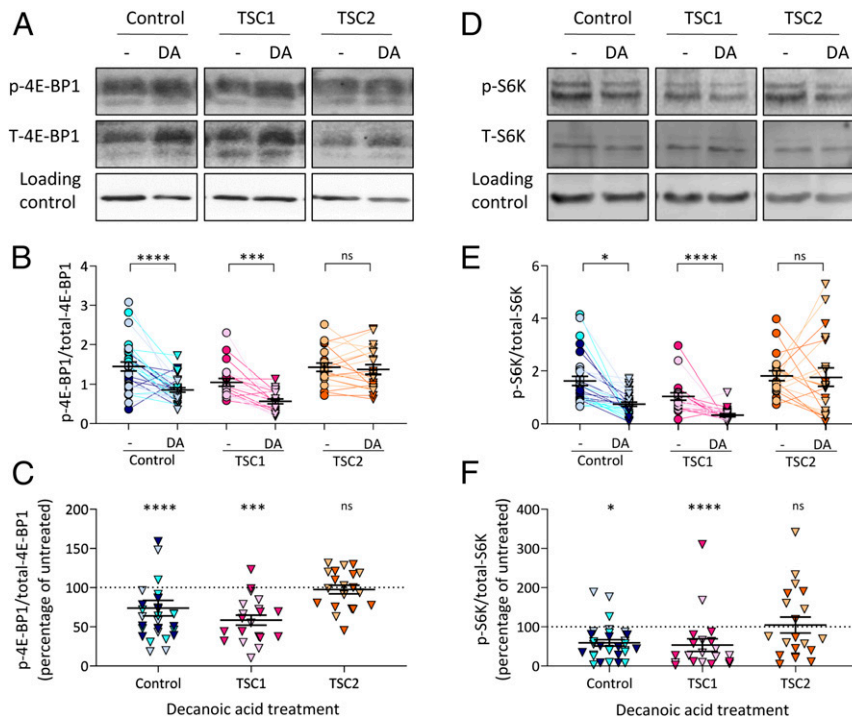 A
Control TSC1 TSC2
- DA - DA - DA
p-4E-BP1
T-4E-BP1
Loading
control
D
Control TSC1 TSC2
- DA - DA - DA
p-S6K
T-S6K
Loading
control
B
p-4E-BP1/total-4E-BP1
**** *** ns
4
3
2
1
0
- DA - DA - DA
Control TSC1 TSC2
E
p-S6K/total-S6K
* **** ns
6
4
2
0
- DA - DA - DA
Control TSC1 TSC2
C
p-4E-BP1/total-4E-BP1
(percentage of untreated)
**** *** ns
200
150
100
50
0
Control TSC1 TSC2
Decanoic acid treatment
F
p-S6K/total-S6K
(percentage of untreated)
* **** ns
400
300
200
100
0
Control TSC1 TSC2
Decanoic acid treatment